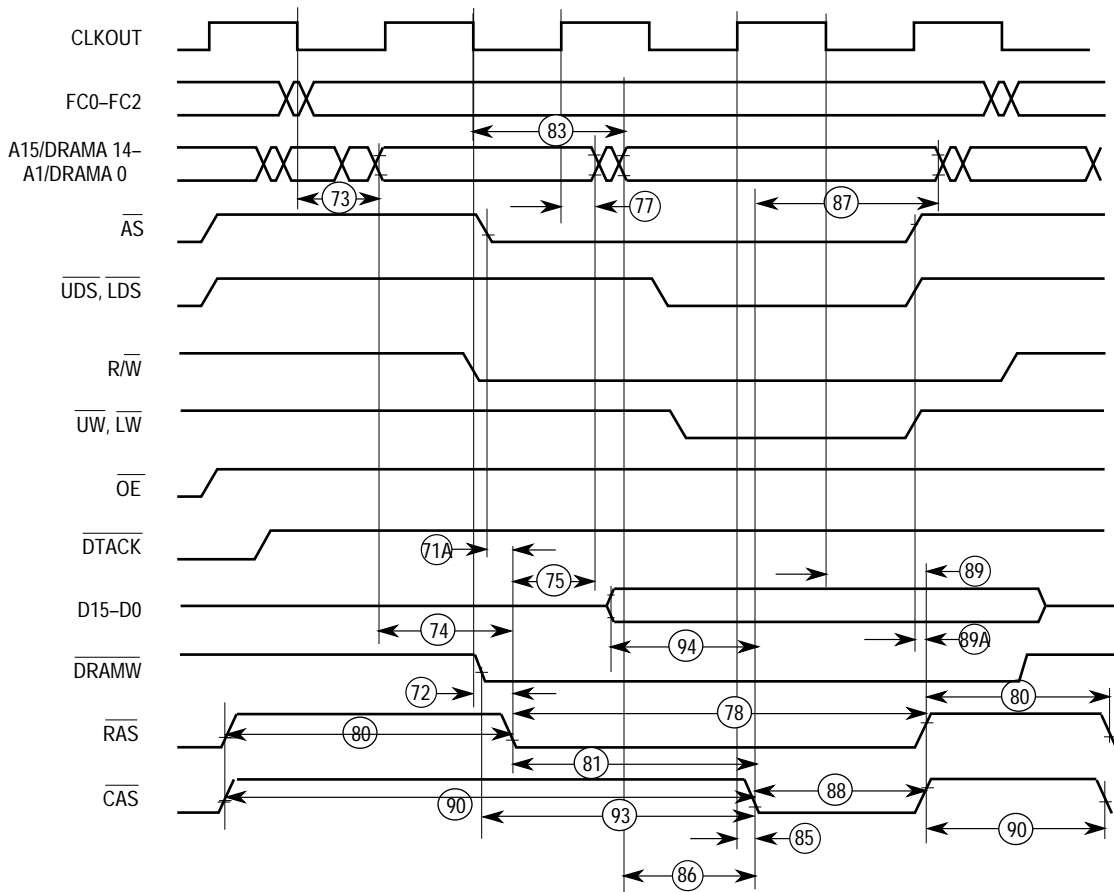 CLKOUT
FC0–FC2
83
A15/DRAMA 14–
A1/DRAMA 0
73
77
87
AS
UDS, LDS
R/W
UW, LW
OE
DTACK
71A
75
89
D15–D0
74
94
89A
DRAMW
72
78
80
RAS
80
81
CAS
90
93
88
85
90
86